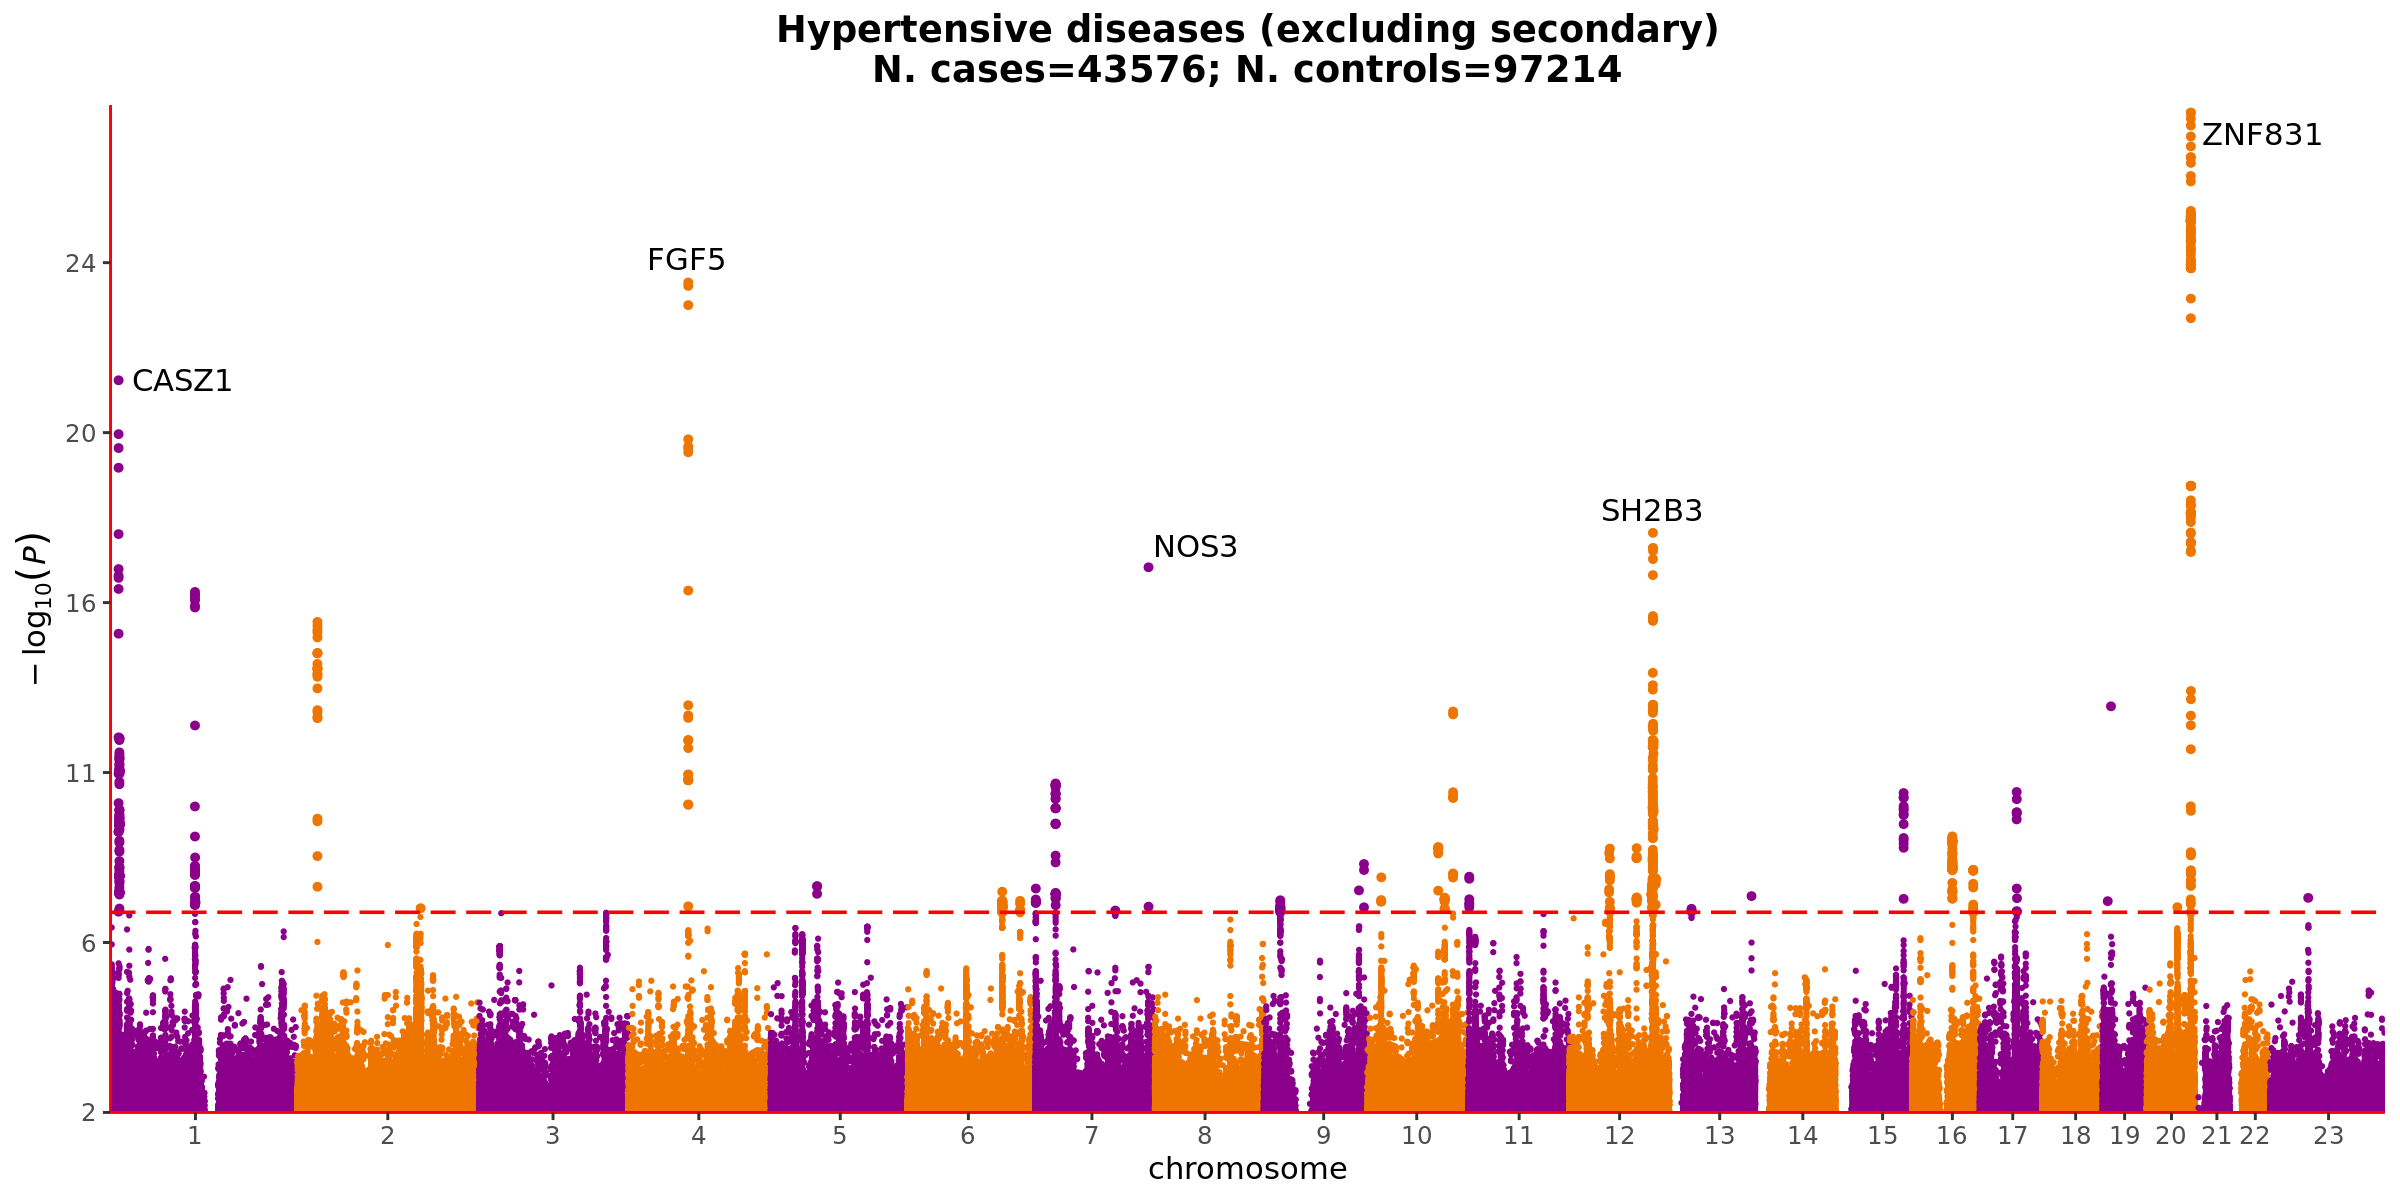 Hypertensive diseases (excluding secondary)
N. cases=43576; N. controls=97214
ZNF831
FGF5
CASZ1
SH2B3
NOS3
24
20
16
11
6
2
−log10(P)
1 2 3 4 5 6 7 8 9 10 11 12 13 14 15 16 17 18 19 20 21 22 23
chromosome